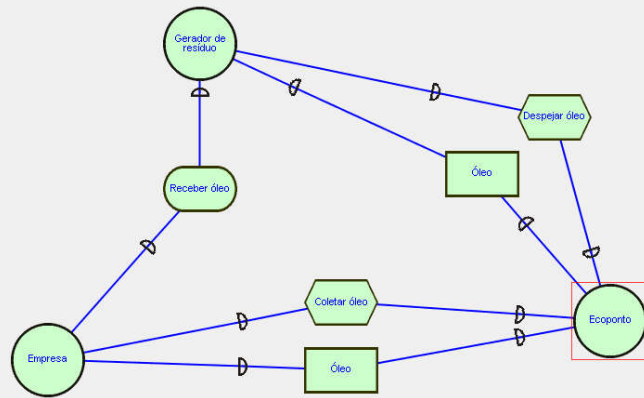 Gerador de
resíduo
Despejar óleo
Óleo
Receber óleo
Coletar óleo
Ecoponto
Empresa
Óleo